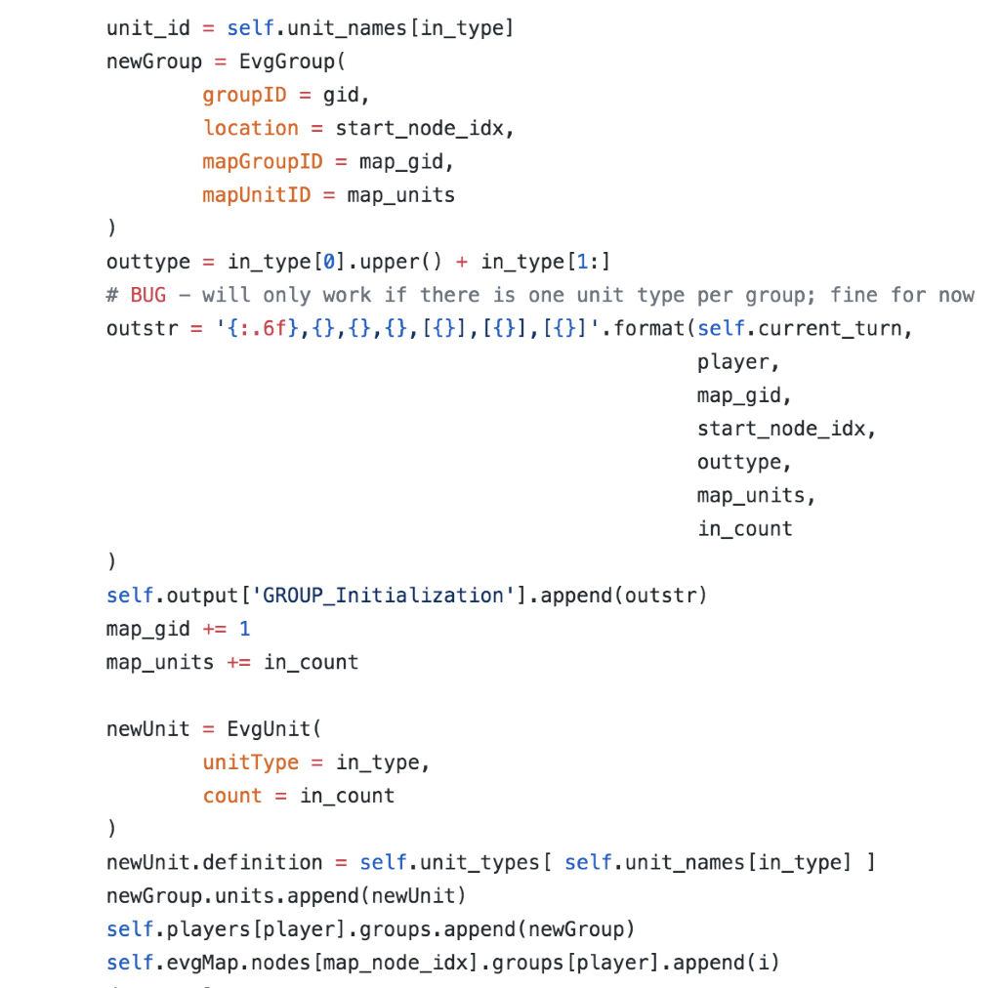 unit_id = self.unit_names[in_type]
newGroup = EvgGroup(
        groupID = gid,
        location = start_node_idx,
        mapGroupID = map_gid,
        mapUnitID = map_units
)
outtype = in_type[0].upper() + in_type[1:]
# BUG – will only work if there is one unit type per group; fine for now
outstr = '{:.6f},{},{},{},[{}],[{}],[{}]'.format(self.current_turn,
                                                 player,
                                                 map_gid,
                                                 start_node_idx,
                                                 outtype,
                                                 map_units,
                                                 in_count
)
self.output['GROUP_Initialization'].append(outstr)
map_gid += 1
map_units += in_count

newUnit = EvgUnit(
        unitType = in_type,
        count = in_count
)
newUnit.definition = self.unit_types[ self.unit_names[in_type] ]
newGroup.units.append(newUnit)
self.players[player].groups.append(newGroup)
self.evgMap.nodes[map_node_idx].groups[player].append(i)